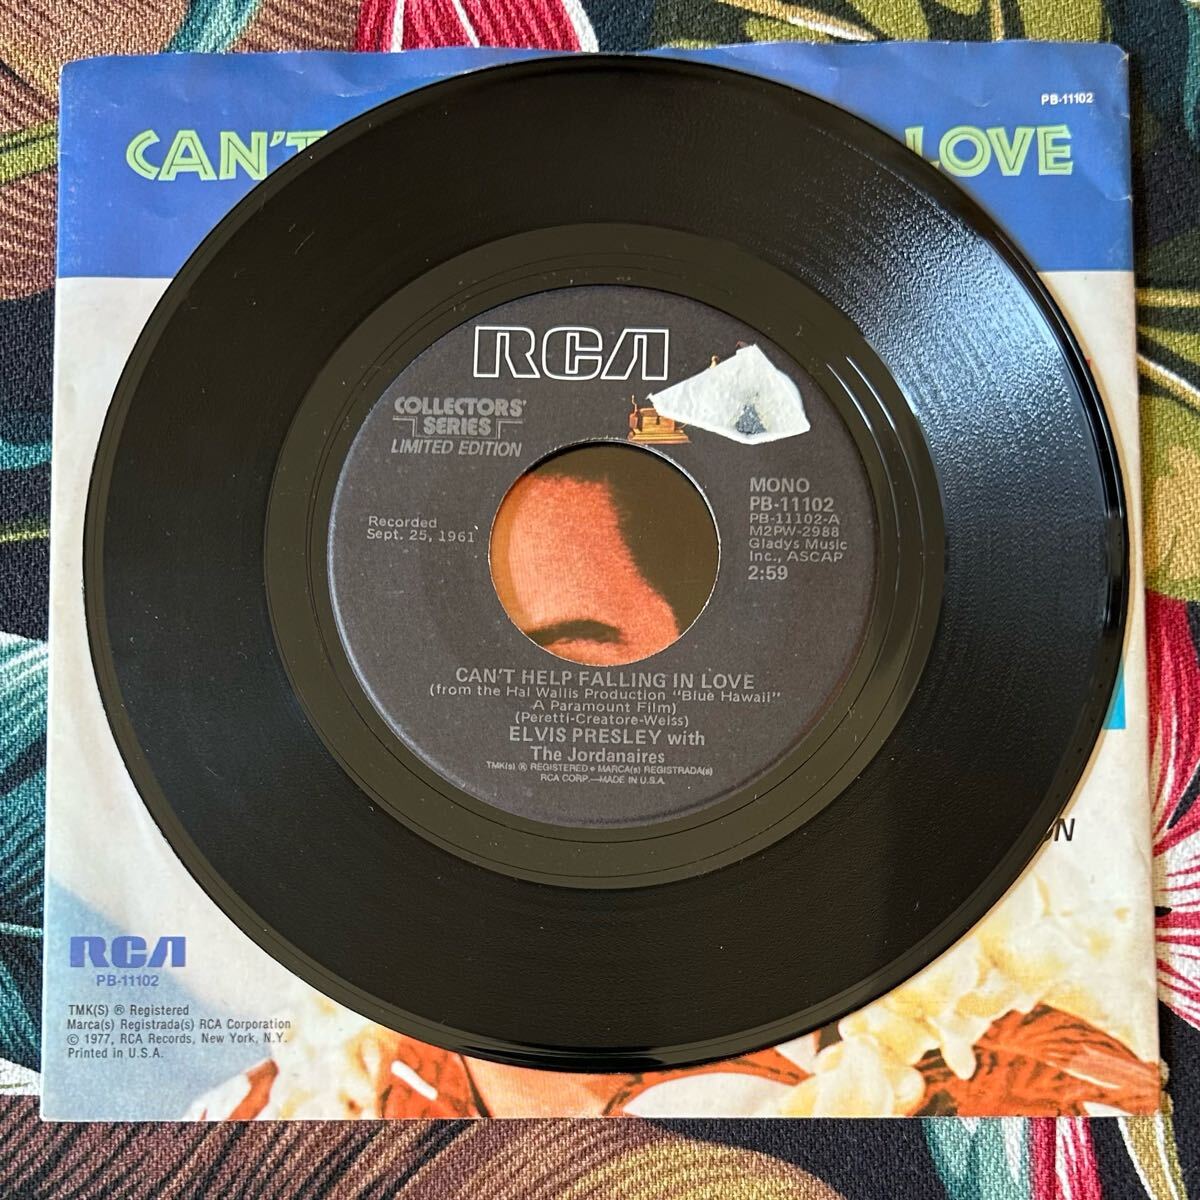 PB-11102
CAN'T LOVE
RCA
COLLECTORS'
SERIES
LIMITED EDITION
Recorded
Sept. 25, 1961
MONO
PB-11102
PB-11102-A
M2PW-2988
Gladys Music
Inc., ASCAP
2:59
CAN'T HELP FALLING IN LOVE
(from the Hal Wallis Production "Blue Hawaii"
A Paramount Film)
(Peretti-Creatore-Weiss)
ELVIS PRESLEY with
The Jordanaires
TMK(s) ® REGISTERED • MARCA(s) REGISTRADA(s)
RCA CORP.—MADE IN U.S.A.
RCA
PB-11102
TMK(S) ® Registered
Marca(s) Registrada(s) RCA Corporation
© 1977, RCA Records, New York, N.Y.
Printed in U.S.A.